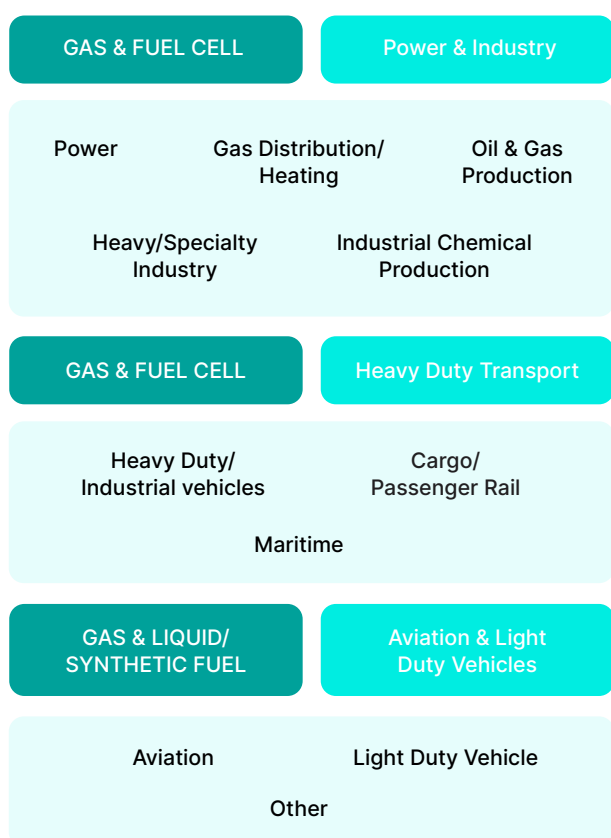 GAS & FUEL CELL
Power & Industry
Power
Gas Distribution/
Heating
Oil & Gas
Production
Heavy/Specialty
Industry
Industrial Chemical
Production
GAS & FUEL CELL
Heavy Duty Transport
Heavy Duty/
Industrial vehicles
Cargo/
Passenger Rail
Maritime
GAS & LIQUID/
SYNTHETIC FUEL
Aviation & Light
Duty Vehicles
Aviation
Light Duty Vehicle
Other